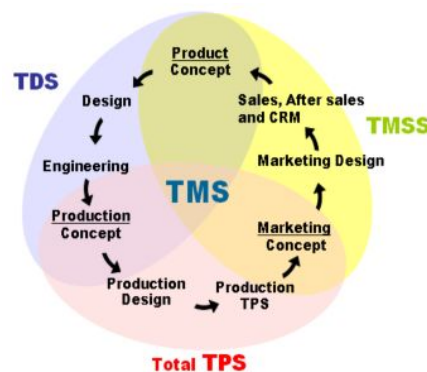 Product
Concept
TDS
Design
Sales, After sales
and CRM
TMSS
Engineering
Marketing Design
TMS
Production
Concept
Marketing
Concept
Production
Design
Production
TPS
Total TPS